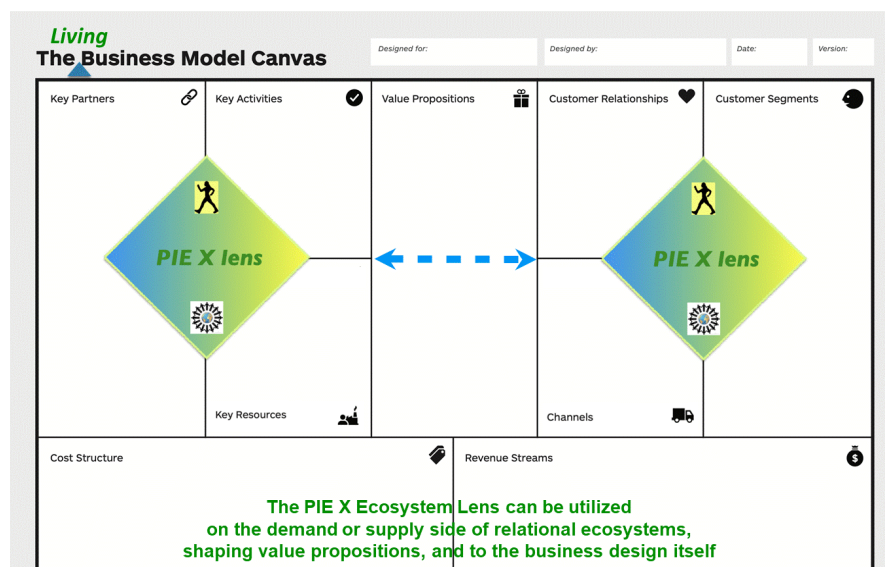 Living
The Business Model Canvas
Designed for:
Designed by:
Date:
Version:
Key Partners
Key Activities
Value Propositions
Customer Relationships
Customer Segments
PIE X lens
PIE X lens
Key Resources
Channels
Cost Structure
Revenue Streams
$
The PIE X Ecosystem Lens can be utilized
on the demand or supply side of relational ecosystems,
shaping value propositions, and to the business design itself